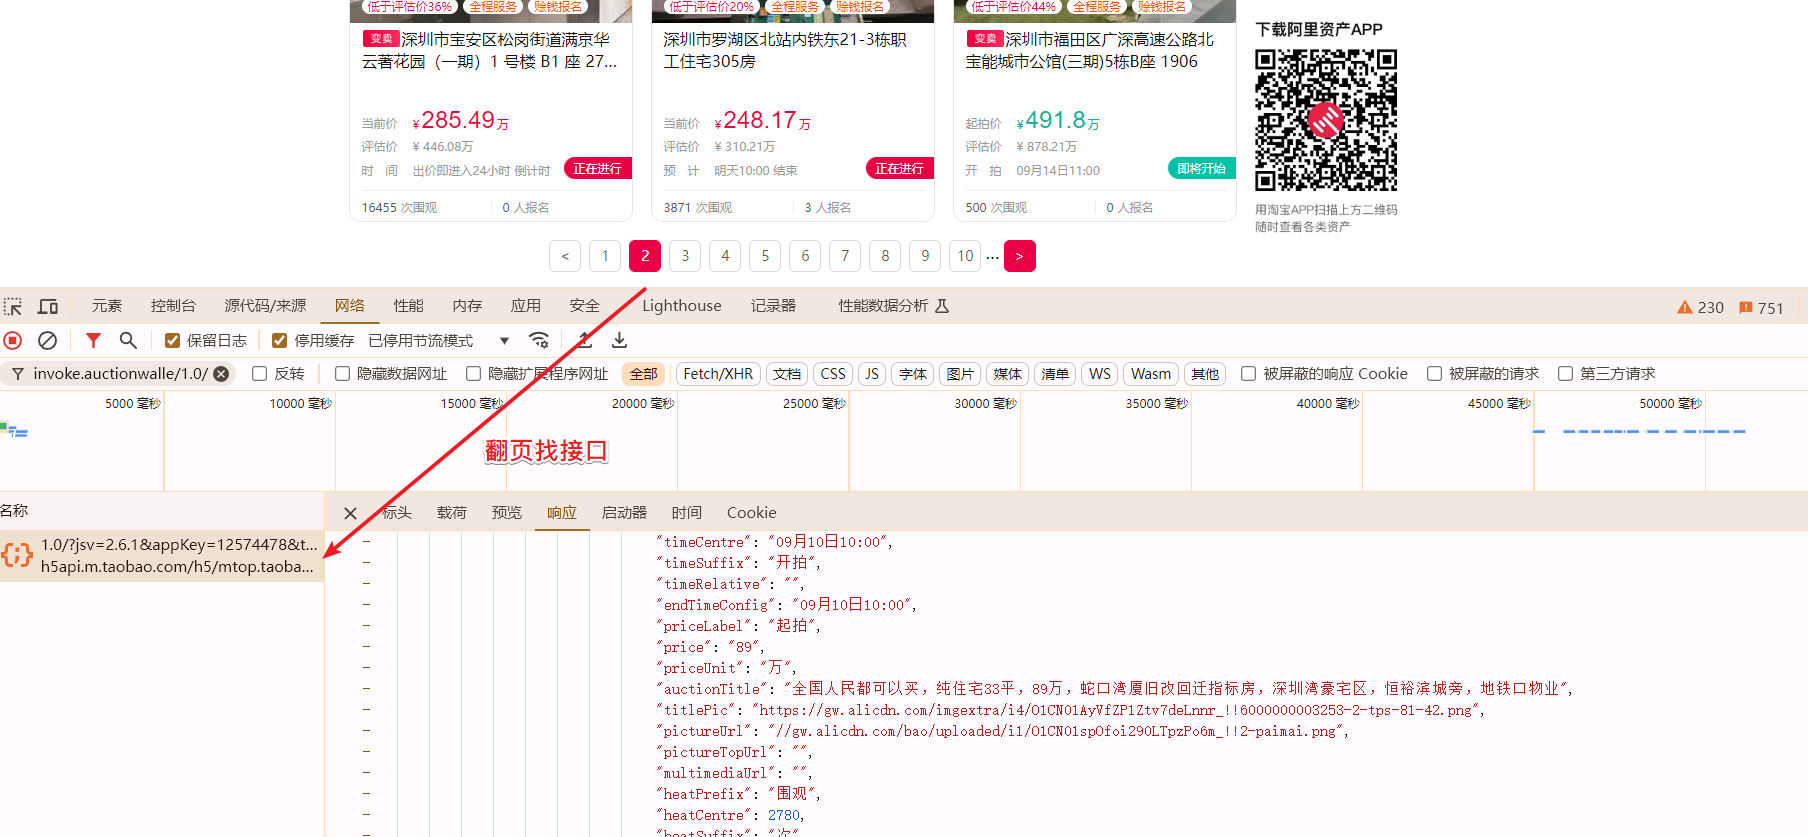 低于评估价36% 全程服务 赊钱报名
低于评估价20% 全程服务 赊钱报名
低于评估价44% 全程服务 赊钱报名
变卖 深圳市宝安区松岗街道满京华
云著花园（一期）1 号楼 B1 座 27...
深圳市罗湖区北站内铁东21-3栋职
工住宅305房
变卖 深圳市福田区广深高速公路北
宝能城市公馆(三期)5栋B座 1906
当前价 ¥285.49万
评估价 ¥ 446.08万
时 间 出价即进入24小时 倒计时 正在进行
16455 次围观 0 人报名
当前价 ¥248.17万
评估价 ¥ 310.21万
预 计 明天10:00 结束 正在进行
3871 次围观 3 人报名
起拍价 ¥491.8万
评估价 ¥ 878.21万
开 拍 09月14日11:00 即将开始
500 次围观 0 人报名
下载阿里资产APP
用淘宝APP扫描上方二维码
随时查看各类资产
< 1 2 3 4 5 6 7 8 9 10 ... >
元素 控制台 源代码/来源 网络 性能 内存 应用 安全 Lighthouse 记录器 性能数据分析 230 751
保留日志 停用缓存 已停用节流模式
invoke.auctionwalle/1.0/ 反转 隐藏数据网址 隐藏扩展程序网址 全部 Fetch/XHR 文档 CSS JS 字体 图片 媒体 清单 WS Wasm 其他 被屏蔽的响应 Cookie 被屏蔽的请求 第三方请求
5000 毫秒 10000 毫秒 15000 毫秒 20000 毫秒 25000 毫秒 30000 毫秒 35000 毫秒 40000 毫秒 45000 毫秒 50000 毫秒
翻页找接口
名称
标头 载荷 预览 响应 启动器 时间 Cookie
1.0/?jsv=2.6.1&appKey=12574478&t...
h5api.m.taobao.com/h5/mtop.taoba...
"timeCentre": "09月10日10:00",
"timeSuffix": "开拍",
"timeRelative": "",
"endTimeConfig": "09月10日10:00",
"priceLabel": "起拍",
"price": "89",
"priceUnit": "万",
"auctionTitle": "全国人民都可以买，纯住宅33平，89万，蛇口湾厦旧改回迁指标房，深圳湾豪宅区，恒裕滨城旁，地铁口物业",
"titlePic": "https://gw.alicdn.com/imgextra/i4/O1CN01AyVfZP1Ztv7deLnnr_!!6000000003253-2-tps-81-42.png",
"pictureUrl": "//gw.alicdn.com/bao/uploaded/i1/O1CN01spOfoi290LTpzPo6m_!!2-paimai.png",
"pictureTopUrl": "",
"multimediaUrl": "",
"heatPrefix": "围观",
"heatCentre": 2780,
"heatSuffix": "次"